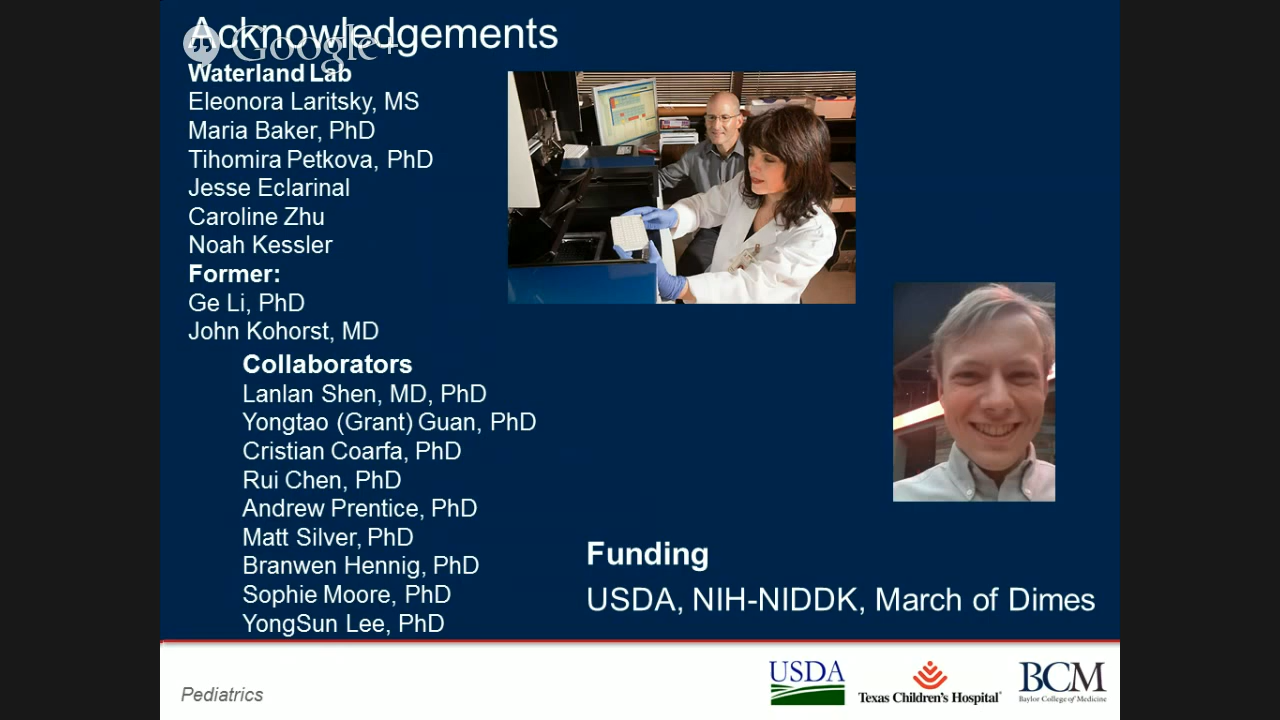 Acknowledgements
Google+
Waterland Lab
Eleonora Laritsky, MS
Maria Baker, PhD
Tihomira Petkova, PhD
Jesse Eclarinal
Caroline Zhu
Noah Kessler
Former:
Ge Li, PhD
John Kohorst, MD
Collaborators
Lanlan Shen, MD, PhD
Yongtao (Grant) Guan, PhD
Cristian Coarfa, PhD
Rui Chen, PhD
Andrew Prentice, PhD
Matt Silver, PhD
Branwen Hennig, PhD
Sophie Moore, PhD
YongSun Lee, PhD
Funding
USDA, NIH-NIDDK, March of Dimes
Pediatrics
USDA
Texas Children's Hospital
BCM
Baylor College of Medicine